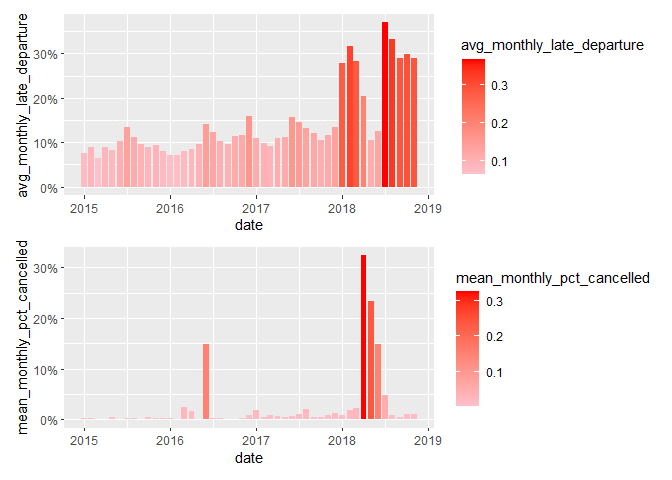 avg_monthly_late_departure
30%
20%
10%
0%
2015 2016 2017 2018 2019
date
avg_monthly_late_departure
0.3
0.2
0.1
mean_monthly_pct_cancelled
30%
20%
10%
0%
2015 2016 2017 2018 2019
date
mean_monthly_pct_cancelled
0.3
0.2
0.1